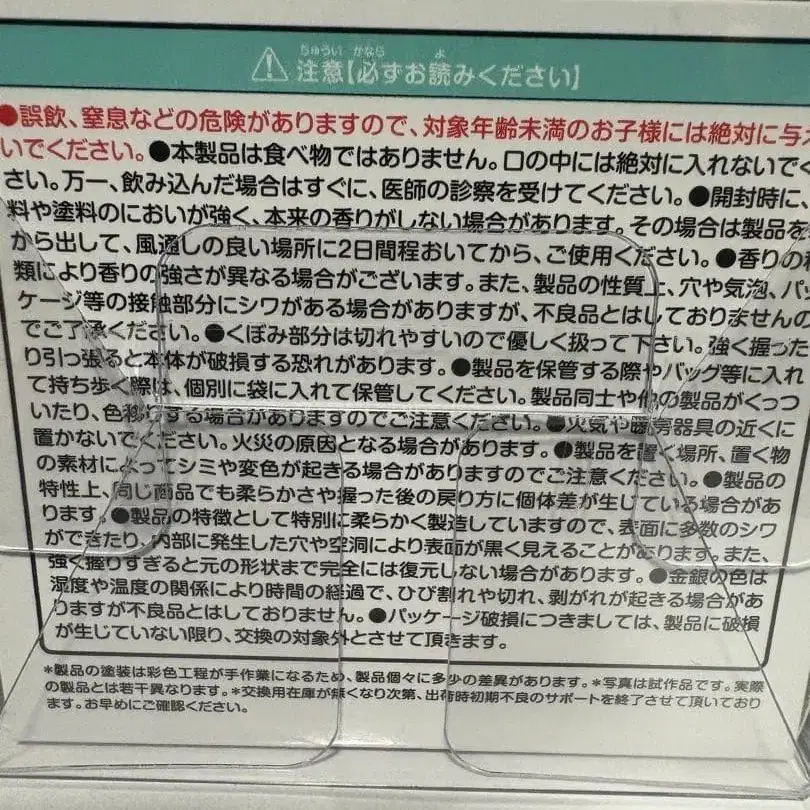 注意【必ずお読みください】
ちゅうい かなら よ
●誤飲、窒息などの危険がありますので、対象年齢未満のお子様には絶対に与え
いでください。●本製品は食べ物ではありません。口の中には絶対に入れないでく
さい。万一、飲み込んだ場合はすぐに、医師の診察を受けてください。●開封時に、
料や塗料のにおいが強く、本来の香りがしない場合があります。その場合は製品を
から出して、風通しの良い場所に2日間程おいてから、ご使用ください。●香りの種
類により香りの強さが異なる場合がございます。また、製品の性質上、穴や気泡、パッ
ケージ等の接触部分にシワがある場合がありますが、不良品とはしておりませんの
でご了承ください。●くぼみ部分は切れやすいので優しく扱って下さい。強く握った
り引っ張ると本体が破損する恐れがあります。●製品を保管する際やバッグ等に入れ
て持ち歩く際は、個別に袋に入れて保管してください。製品同士や他の製品がくっつ
いたり、色移りする場合がありますのでご注意ください。●火気や暖房器具の近くに
置かないでください。火災の原因となる場合があります。●製品を置く場所、置く物
の素材によってシミや変色が起きる場合がありますのでご注意ください。●製品の
特性上、同じ商品でも柔らかさや握った後の戻り方に個体差が生じている場合があ
ります。●製品の特徴として特別に柔らかく製造していますので、表面に多数のシワ
ができたり、内部に発生した穴や空洞により表面が黒く見えることがあります。また、
強く握りすぎると元の形状まで完全には復元しない場合があります。●金銀の色は
湿度や温度の関係により時間の経過で、ひび割れや切れ、剥がれが起きる場合があ
りますが不良品とはしておりません。●パッケージ破損につきましては、製品に破損
が生じていない限り、交換の対象外とさせて頂きます。
*製品の塗装は彩色工程が手作業になるため、製品個々に多少の差異があります。*写真は試作品です。実際
の製品とは若干異なります。*交換用在庫が無くなり次第、出荷時初期不良のサポートを終了させて頂いており
ます。お早めにご確認ください。